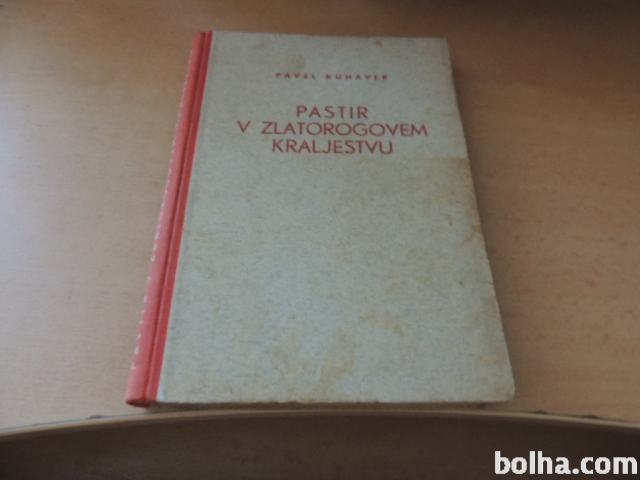 PAVEL KUNAVER
PASTIR
V ZLATOROGOVEM
KRALJESTVU
bolha.com